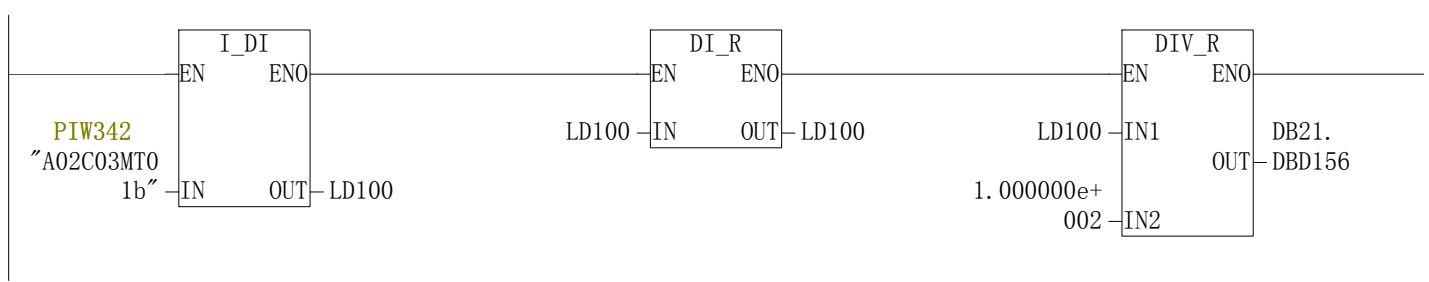 I_DI DI_R DIV_R
EN ENO EN ENO EN ENO
PIW342 LD100 IN OUT LD100 LD100 IN1 DB21.
"A02C03MT0 OUT DBD156
1b" IN OUT LD100 1.000000e+
002 IN2